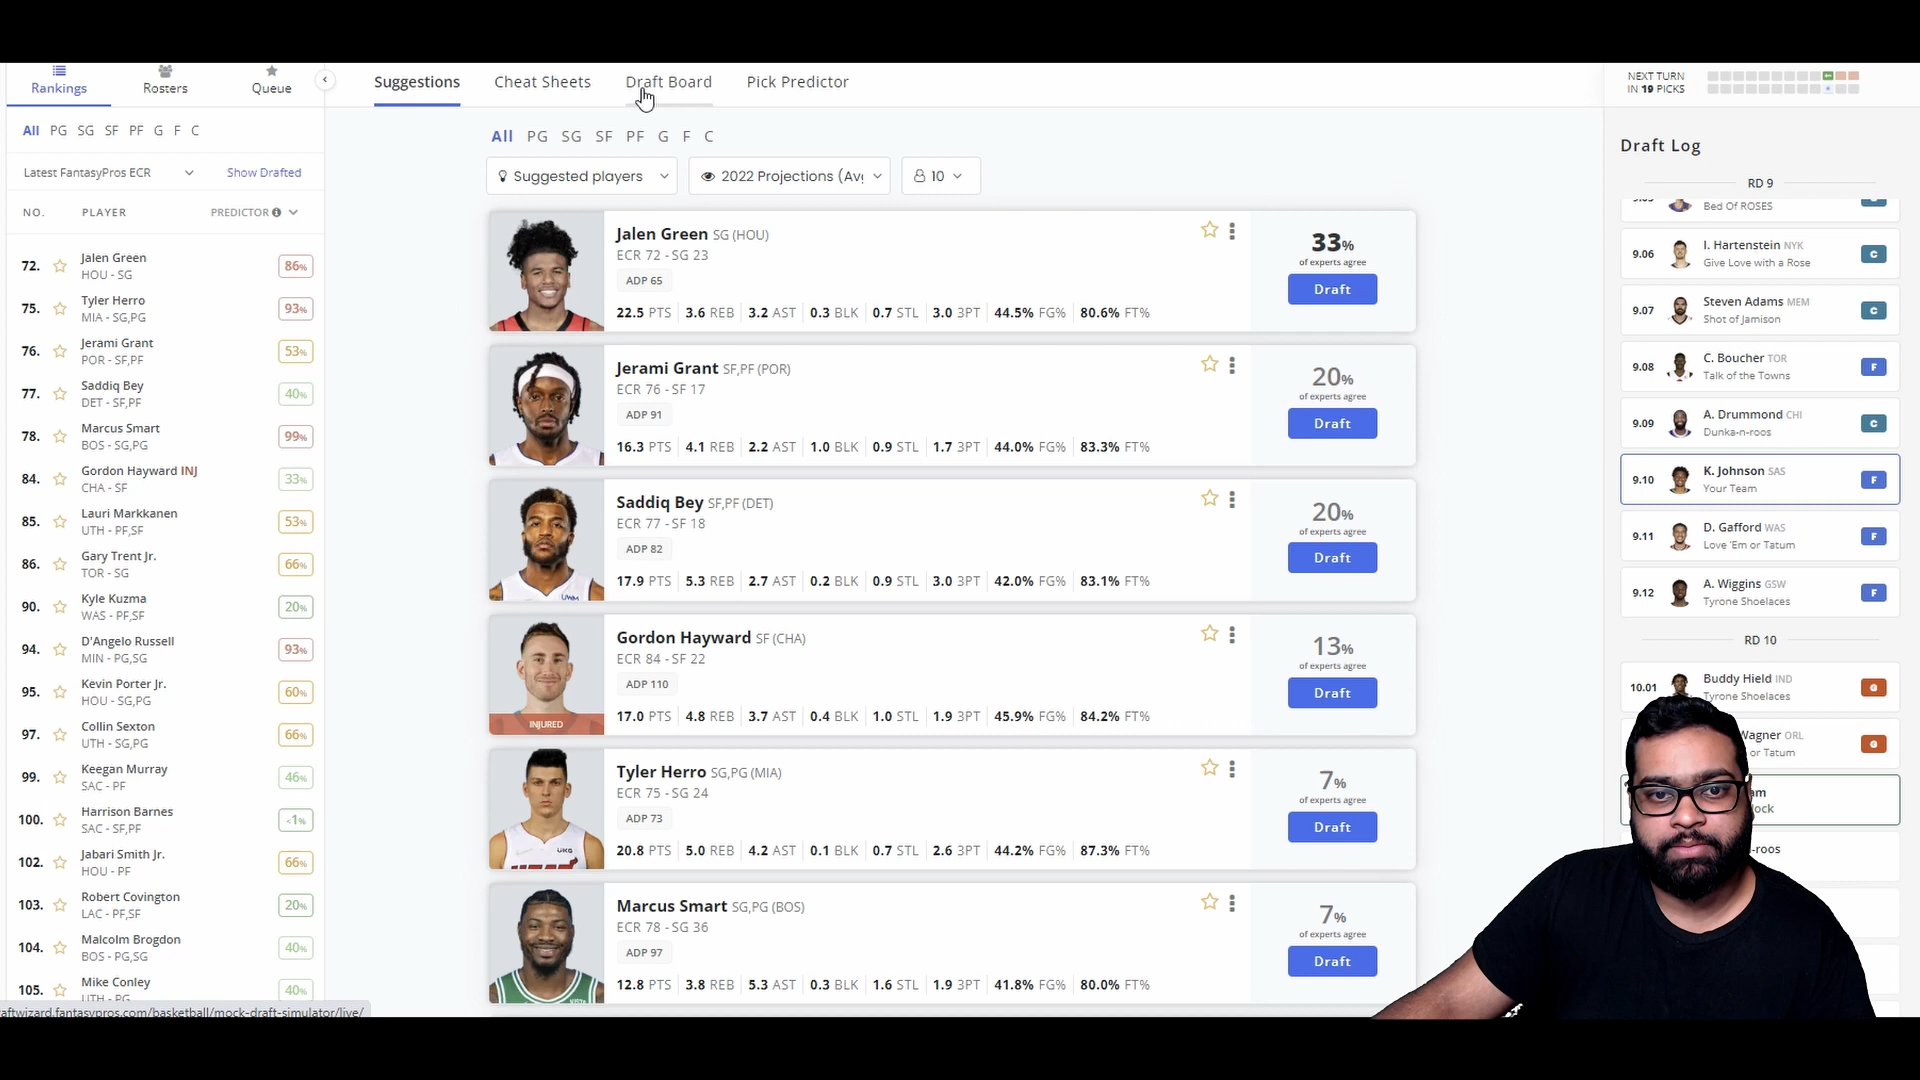 Rankings
Rosters
Queue
Suggestions
Cheat Sheets
Draft Board
Pick Predictor
NEXT TURN
IN 19 PICKS
All PG SG SF PF G F C
Latest FantasyPros ECR
Show Drafted
NO. PLAYER PREDICTOR
72. Jalen Green 86%
HOU - SG
75. Tyler Herro 93%
MIA - SG,PG
76. Jerami Grant 53%
POR - SF,PF
77. Saddiq Bey 40%
DET - SF,PF
78. Marcus Smart 99%
BOS - SG,PG
84. Gordon Hayward INJ 33%
CHA - SF
85. Lauri Markkanen 53%
UTH - PF,SF
86. Gary Trent Jr. 66%
TOR - SG
90. Kyle Kuzma 20%
WAS - PF,SF
94. D'Angelo Russell 93%
MIN - PG,SG
95. Kevin Porter Jr. 60%
HOU - SG,PG
97. Collin Sexton 66%
UTH - SG,PG
99. Keegan Murray 46%
SAC - PF
100. Harrison Barnes <1%
SAC - SF,PF
102. Jabari Smith Jr. 66%
HOU - PF
103. Robert Covington 20%
LAC - PF,SF
104. Malcolm Brogdon 40%
BOS - PG,SG
105. Mike Conley 40%
UTH - PG
aftwizard.fantasypros.com/basketball/mock-draft-simulator/live/
All PG SG SF PF G F C
Suggested players
2022 Projections (Av
10
Jalen Green SG (HOU)
ECR 72 - SG 23
ADP 65
22.5 PTS 3.6 REB 3.2 AST 0.3 BLK 0.7 STL 3.0 3PT 44.5% FG% 80.6% FT%
33%
of experts agree
Draft
Jerami Grant SF,PF (POR)
ECR 76 - SF 17
ADP 91
16.3 PTS 4.1 REB 2.2 AST 1.0 BLK 0.9 STL 1.7 3PT 44.0% FG% 83.3% FT%
20%
of experts agree
Draft
Saddiq Bey SF,PF (DET)
ECR 77 - SF 18
ADP 82
17.9 PTS 5.3 REB 2.7 AST 0.2 BLK 0.9 STL 3.0 3PT 42.0% FG% 83.1% FT%
20%
of experts agree
Draft
Gordon Hayward SF (CHA)
ECR 84 - SF 22
ADP 110
INJURED
17.0 PTS 4.8 REB 3.7 AST 0.4 BLK 1.0 STL 1.9 3PT 45.9% FG% 84.2% FT%
13%
of experts agree
Draft
Tyler Herro SG,PG (MIA)
ECR 75 - SG 24
ADP 73
20.8 PTS 5.0 REB 4.2 AST 0.1 BLK 0.7 STL 2.6 3PT 44.2% FG% 87.3% FT%
7%
of experts agree
Draft
Marcus Smart SG,PG (BOS)
ECR 78 - SG 36
ADP 97
12.8 PTS 3.8 REB 5.3 AST 0.3 BLK 1.6 STL 1.9 3PT 41.8% FG% 80.0% FT%
7%
of experts agree
Draft
Draft Log
RD 9
Bed Of ROSES
9.06 I. Hartenstein NYK C
Give Love with a Rose
9.07 Steven Adams MEM C
Shot of Jamison
9.08 C. Boucher TOR F
Talk of the Towns
9.09 A. Drummond CHI C
Dunka-n-roos
9.10 K. Johnson SAS F
Your Team
9.11 D. Gafford WAS F
Love 'Em or Tatum
9.12 A. Wiggins GSW F
Tyrone Shoelaces
RD 10
10.01 Buddy Hield IND G
Tyrone Shoelaces
Wagner ORL G
or Tatum
am
lock
-roos